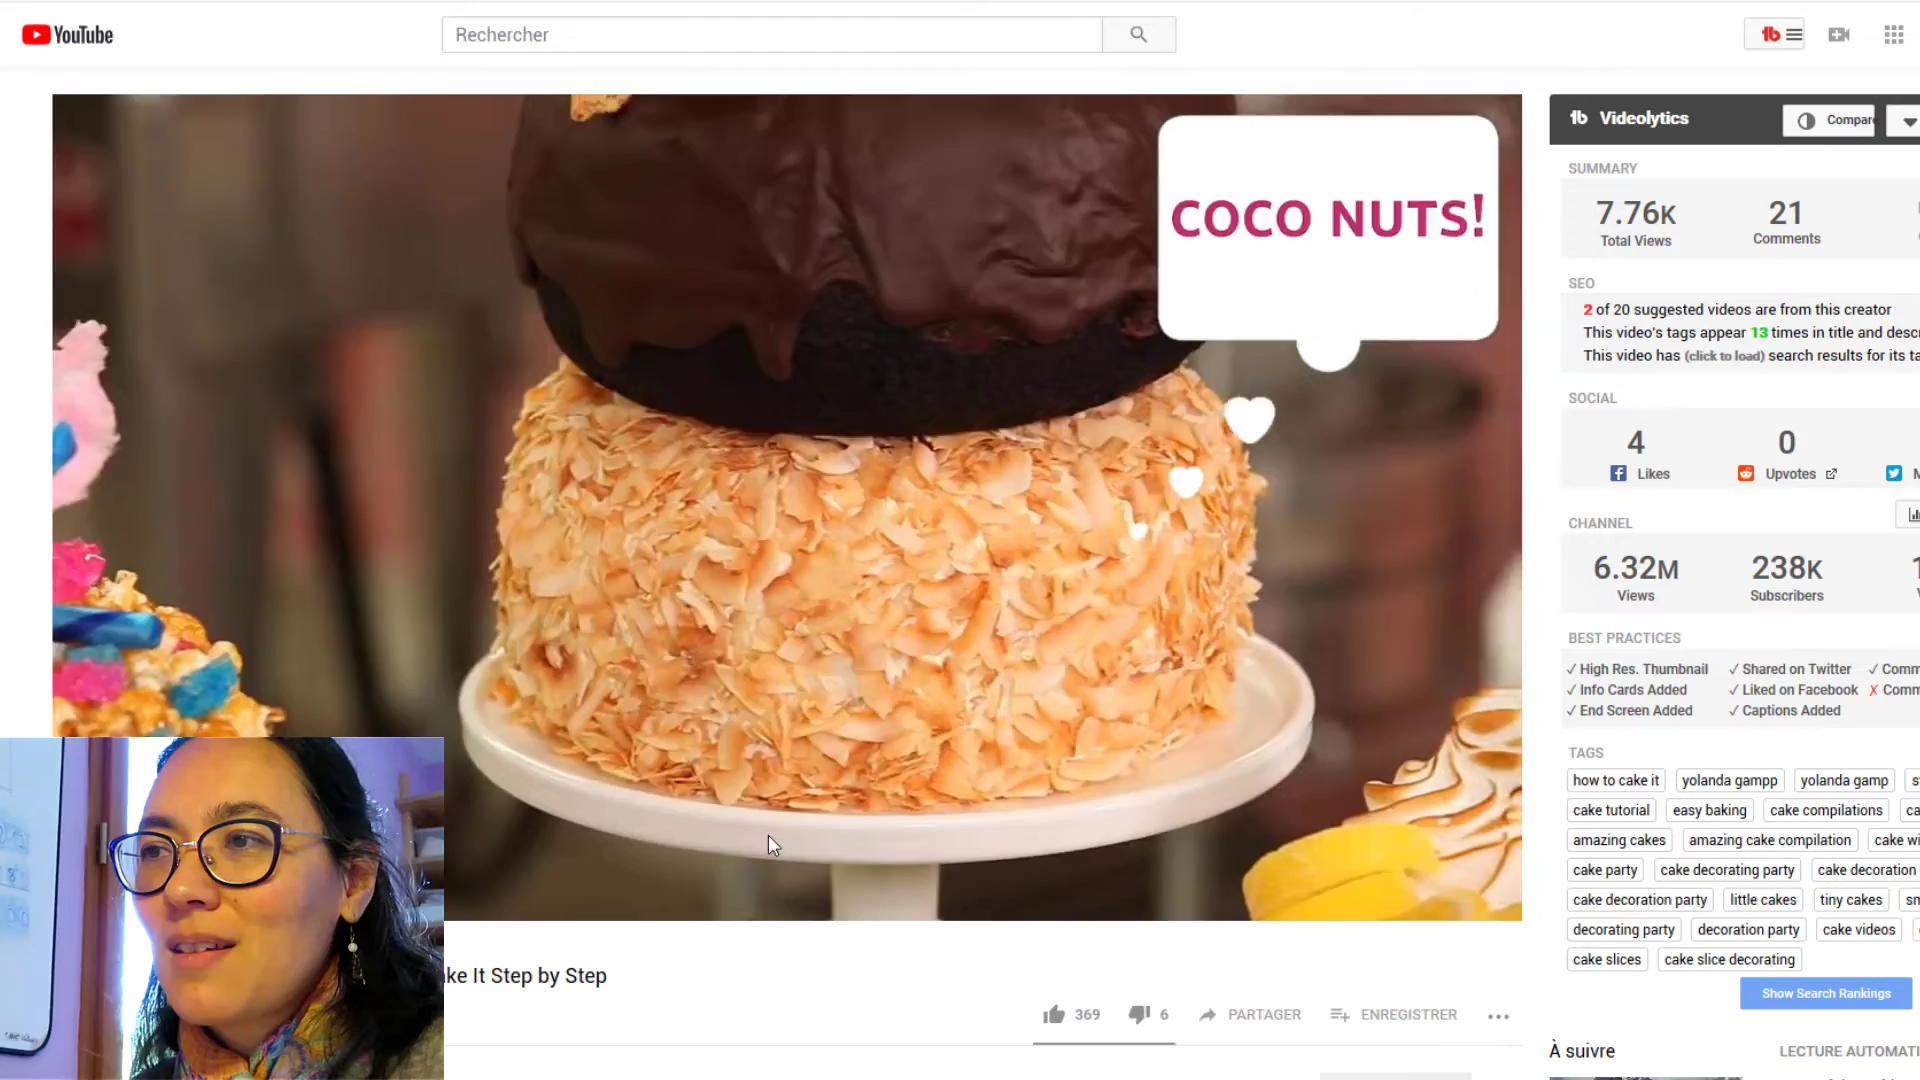 YouTube
Rechercher
COCO NUTS!
Videolytics
Compar
SUMMARY
7.76K
Total Views
21
Comments
SEO
2 of 20 suggested videos are from this creator
This video's tags appear 13 times in title and descr
This video has (click to load) search results for its ta
SOCIAL
4
Likes
0
Upvotes
M
CHANNEL
6.32M
Views
238K
Subscribers
BEST PRACTICES
✓ High Res. Thumbnail ✓ Shared on Twitter ✓ Comm
✓ Info Cards Added ✓ Liked on Facebook ✗ Comm
✓ End Screen Added ✓ Captions Added
TAGS
how to cake it yolanda gampp yolanda gamp
cake tutorial easy baking cake compilations ca
amazing cakes amazing cake compilation cake wi
cake party cake decorating party cake decoration
cake decoration party little cakes tiny cakes sm
decorating party decoration party cake videos
cake slices cake slice decorating
Show Search Rankings
ke It Step by Step
369 6 PARTAGER ENREGISTRER
À suivre LECTURE AUTOMATI